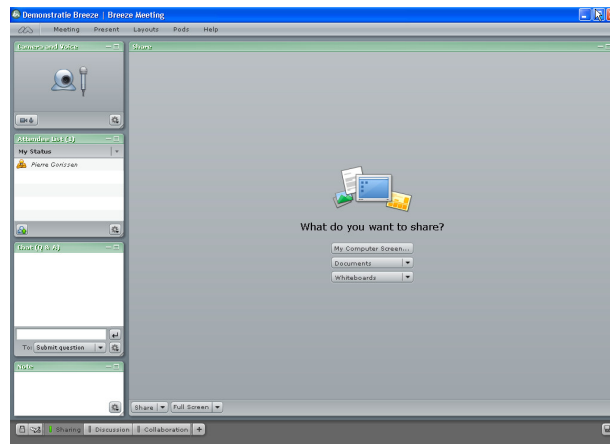 Demonstratie Breeze | Breeze Meeting
Meeting Present Layouts Pods Help
Camera and Voice
Share
Attendee List (1)
My Status
Pierre Gorissen
What do you want to share?
My Computer Screen...
Documents
Whiteboards
Chat (Q & A)
To: Submit question
Note
Share Full Screen
Sharing Discussion Collaboration +